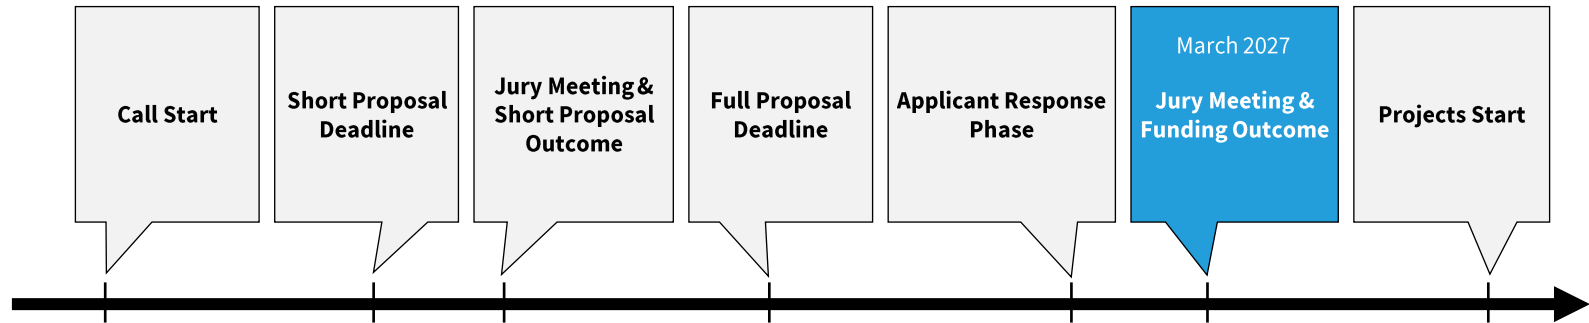 Call Start
Short Proposal
Deadline
Jury Meeting &
Short Proposal
Outcome
Full Proposal
Deadline
Applicant Response
Phase
March 2027
Jury Meeting &
Funding Outcome
Projects Start